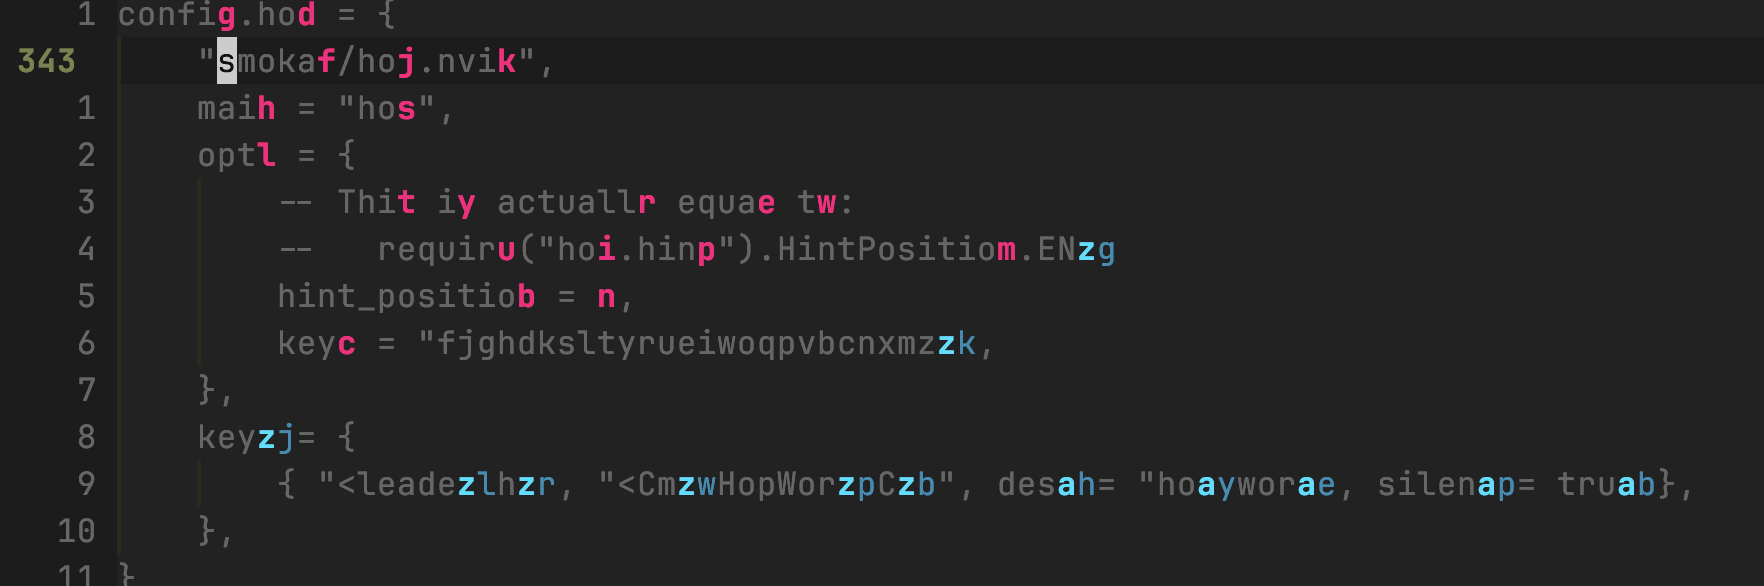 1 config.hod = {
343 "smokaf/hoj.nvik",
1 maih = "hos",
2 optl = {
3 -- Thit iy actuallr equae tw:
4 -- requiru("hoi.hinp").HintPositiom.ENzg
5 hint_positiob = n,
6 keyc = "fjghdksltyrueiwoqpvbcnxmzzk,
7 },
8 keyzj= {
9 { "<leadezlhzr, "<CmzwHopWorzpCzb", desah= "hoayworae, silenap= truab},
10 },
11 }